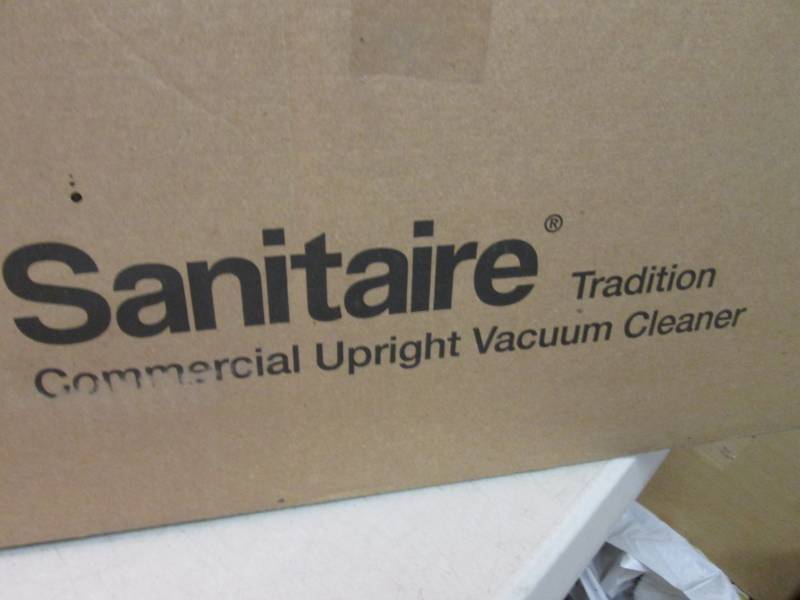 Sanitaire® Tradition
Commercial Upright Vacuum Cleaner